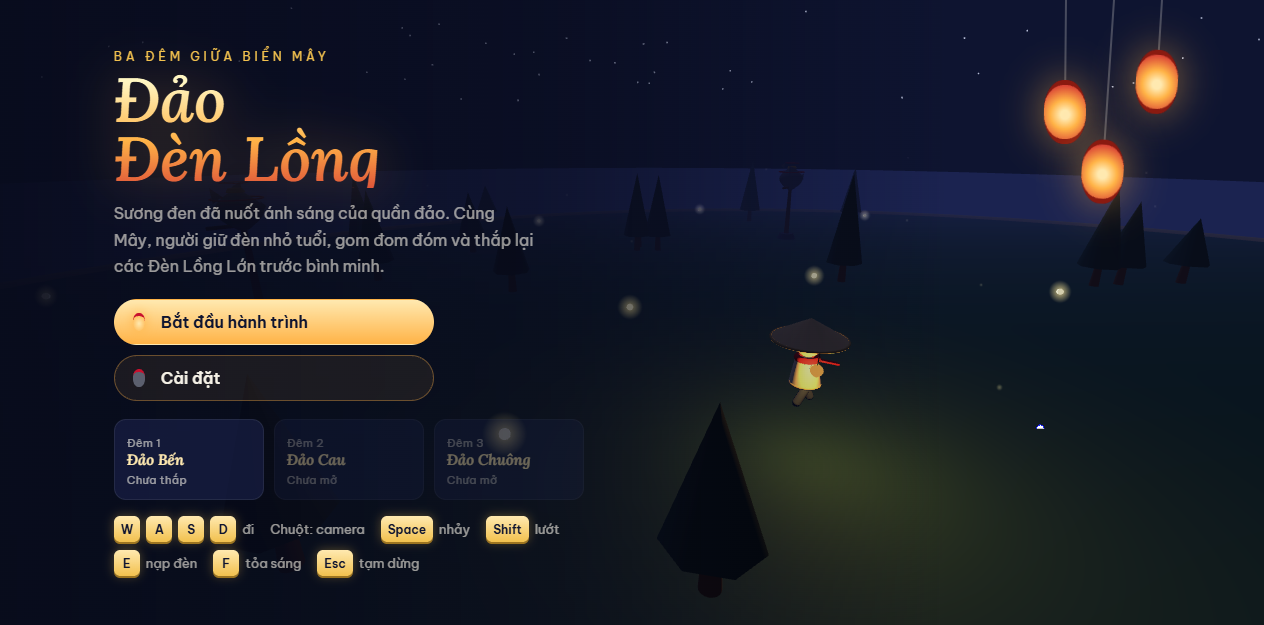 BA ĐÊM GIỮA BIỂN MÂY
Đảo
Đèn Lồng
Sương đen đã nuốt ánh sáng của quần đảo. Cùng
Mây, người giữ đèn nhỏ tuổi, gom đom đóm và thắp lại
các Đèn Lồng Lớn trước bình minh.
Bắt đầu hành trình
Cài đặt
Đêm 1
Đảo Bến
Chưa thắp
Đêm 2
Đảo Cau
Chưa mở
Đêm 3
Đảo Chuông
Chưa mở
W A S D đi Chuột: camera Space nhảy Shift lướt
E nạp đèn F tỏa sáng Esc tạm dừng